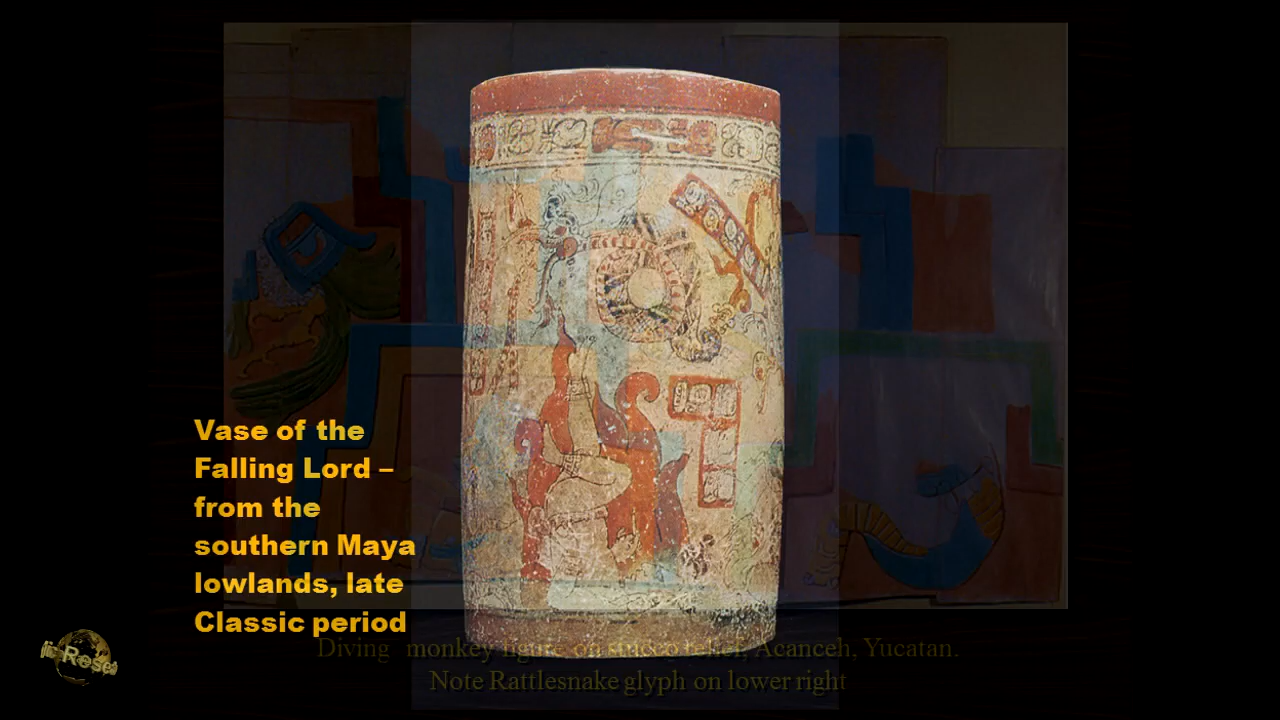 Vase of the
Falling Lord –
from the
southern Maya
lowlands, late
Classic period
Diving monkey figure on stucco relief, Acanceh, Yucatan.
Note Rattlesnake glyph on lower right
Rose